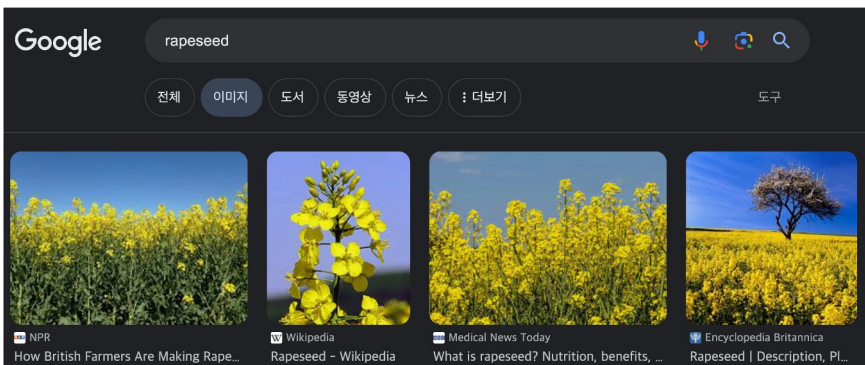 Google
rapeseed
전체 이미지 도서 동영상 뉴스 더보기 도구
NPR
How British Farmers Are Making Rape...
W Wikipedia
Rapeseed - Wikipedia
Medical News Today
What is rapeseed? Nutrition, benefits, ...
Encyclopedia Britannica
Rapeseed | Description, Pl...